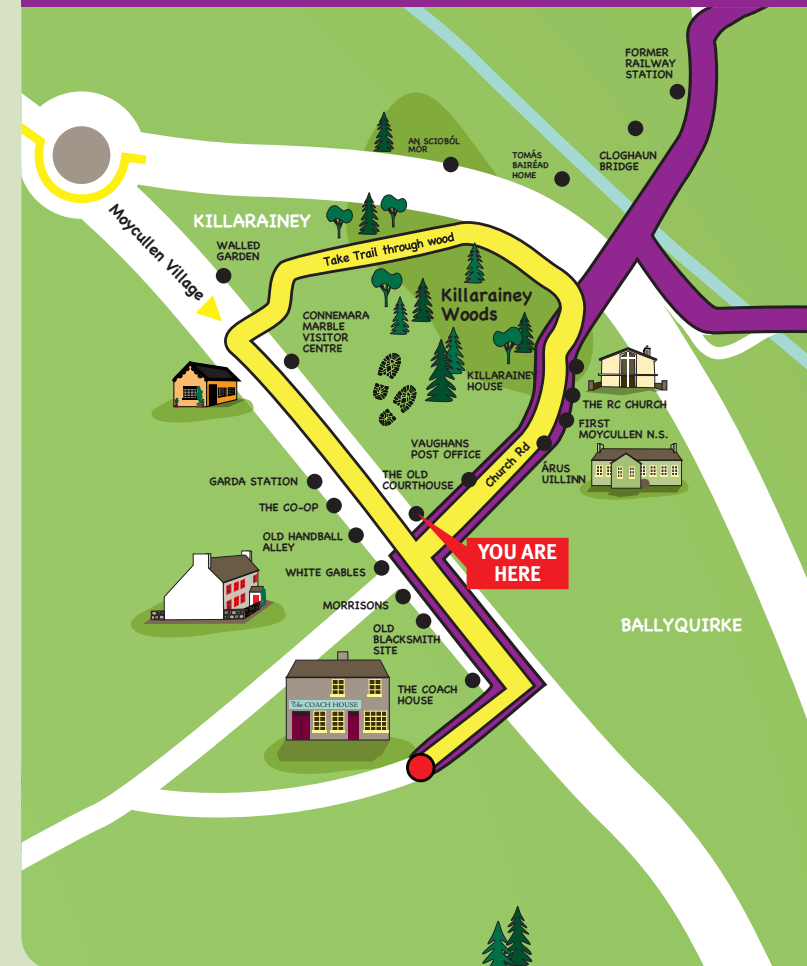 FORMER
RAILWAY
STATION
AN SCIOBÓL
MÓR
TOMÁS
BAIRÉAD
HOME
CLOGHAUN
BRIDGE
Moycullen Village
KILLARAINEY
WALLED
GARDEN
Take Trail through wood
Killarainey
Woods
CONNEMARA
MARBLE
VISITOR
CENTRE
KILLARAINEY
HOUSE
THE RC CHURCH
FIRST
MOYCULLEN N.S.
VAUGHANS
POST OFFICE
Church Rd
ÁRUS
UILLINN
THE OLD
COURTHOUSE
GARDA STATION
THE CO-OP
OLD HANDBALL
ALLEY
WHITE GABLES
YOU ARE
HERE
MORRISONS
OLD
BLACKSMITH
SITE
BALLYQUIRKE
THE COACH
HOUSE
The COACH HOUSE